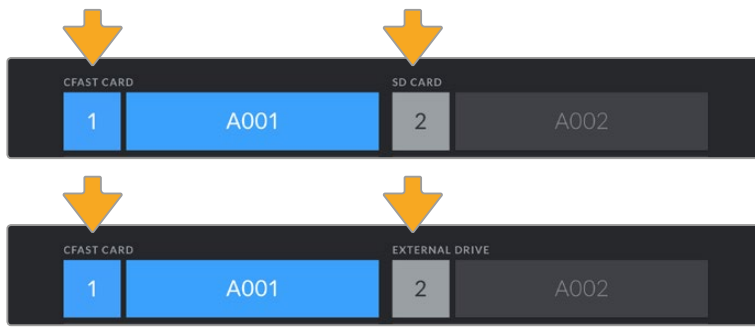 CFAST CARD SD CARD
1 A001 2 A002
CFAST CARD EXTERNAL DRIVE
1 A001 2 A002